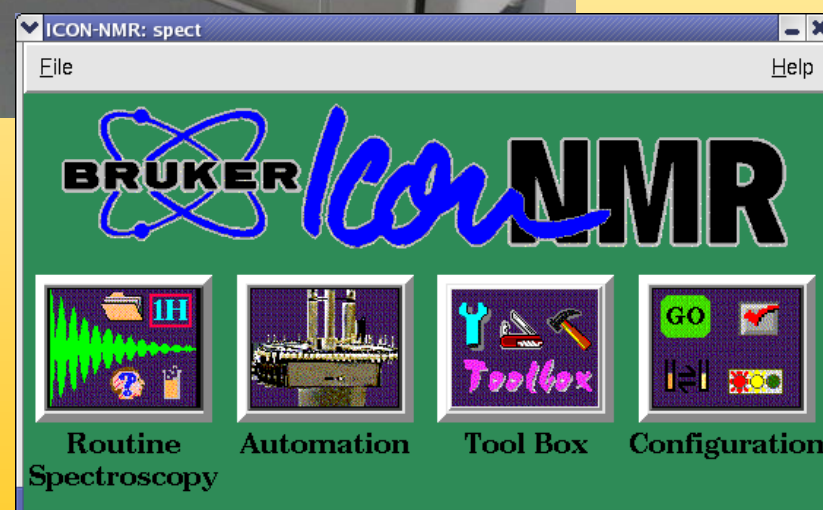 ICON-NMR: spect
File Help
BRUKER Icon NMR
1H
GO
?
Toolbox
Routine Automation Tool Box Configuration
Spectroscopy